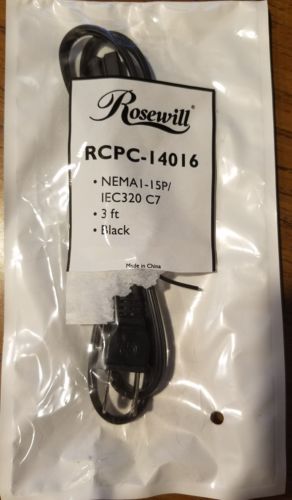 Rosewill®
RCPC-14016
• NEMA1-15P/
IEC320 C7
• 3 ft
• Black
Made in China